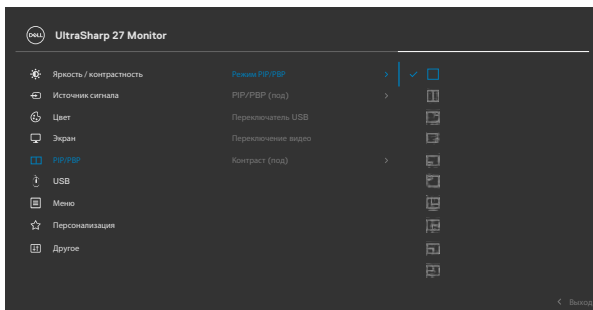 DELL
UltraSharp 27 Monitor
Яркость / контрастность
Режим PIP/PBP
Источник сигнала
PIP/PBP (под)
Цвет
Переключатель USB
Экран
Переключение видео
PIP/PBP
Контраст (под)
USB
Меню
Персонализация
Другое
Выход